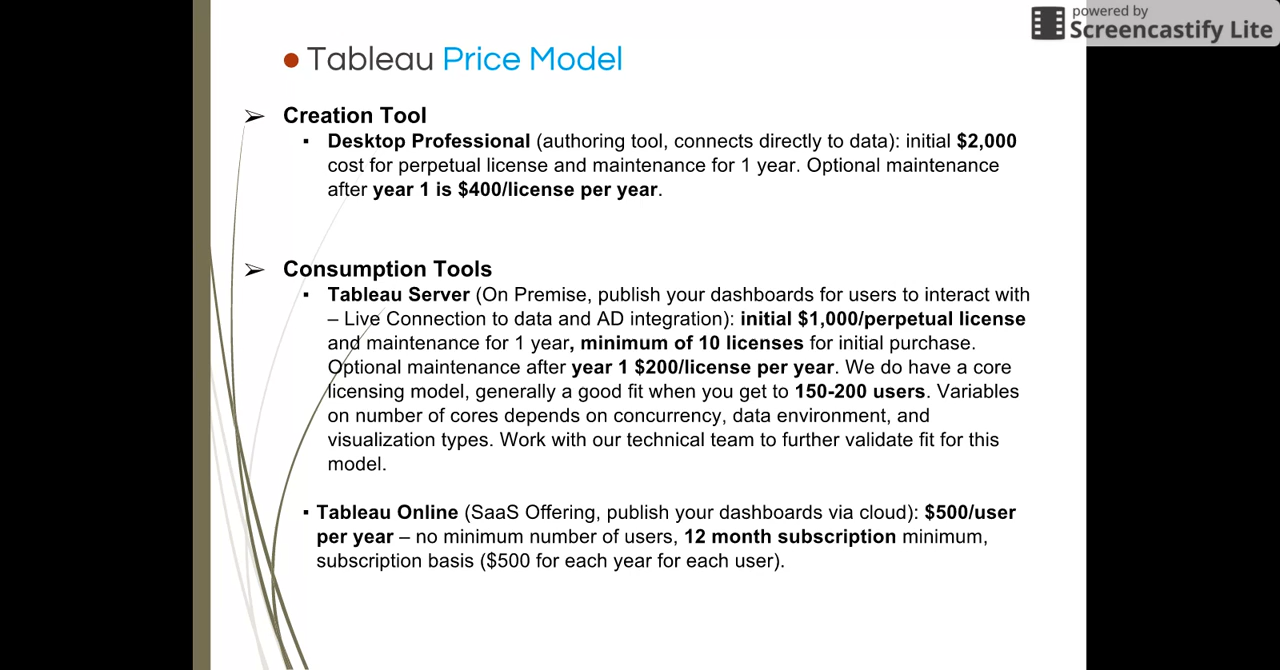 powered by
Screencastify Lite
● Tableau Price Model
➢ Creation Tool
▪ Desktop Professional (authoring tool, connects directly to data): initial $2,000
cost for perpetual license and maintenance for 1 year. Optional maintenance
after year 1 is $400/license per year.
➢ Consumption Tools
▪ Tableau Server (On Premise, publish your dashboards for users to interact with
– Live Connection to data and AD integration): initial $1,000/perpetual license
and maintenance for 1 year, minimum of 10 licenses for initial purchase.
Optional maintenance after year 1 $200/license per year. We do have a core
licensing model, generally a good fit when you get to 150-200 users. Variables
on number of cores depends on concurrency, data environment, and
visualization types. Work with our technical team to further validate fit for this
model.
▪ Tableau Online (SaaS Offering, publish your dashboards via cloud): $500/user
per year – no minimum number of users, 12 month subscription minimum,
subscription basis ($500 for each year for each user).